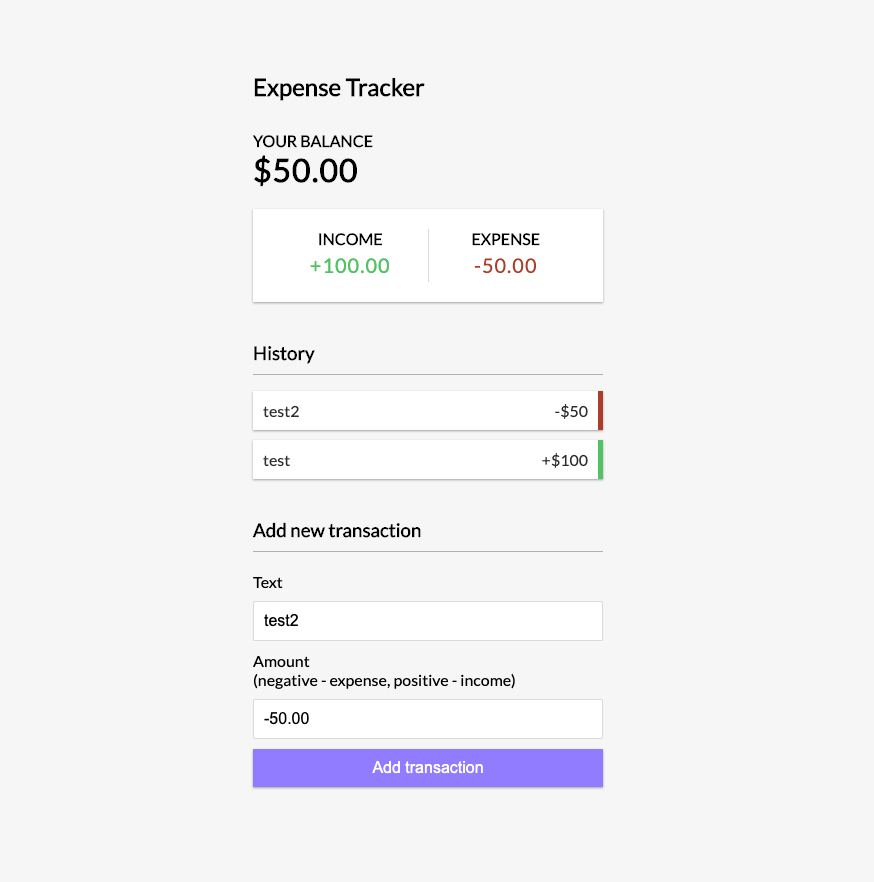 Expense Tracker
YOUR BALANCE
$50.00
INCOME
+100.00
EXPENSE
-50.00
History
test2 -$50
test +$100
Add new transaction
Text
test2
Amount
(negative - expense, positive - income)
-50.00
Add transaction